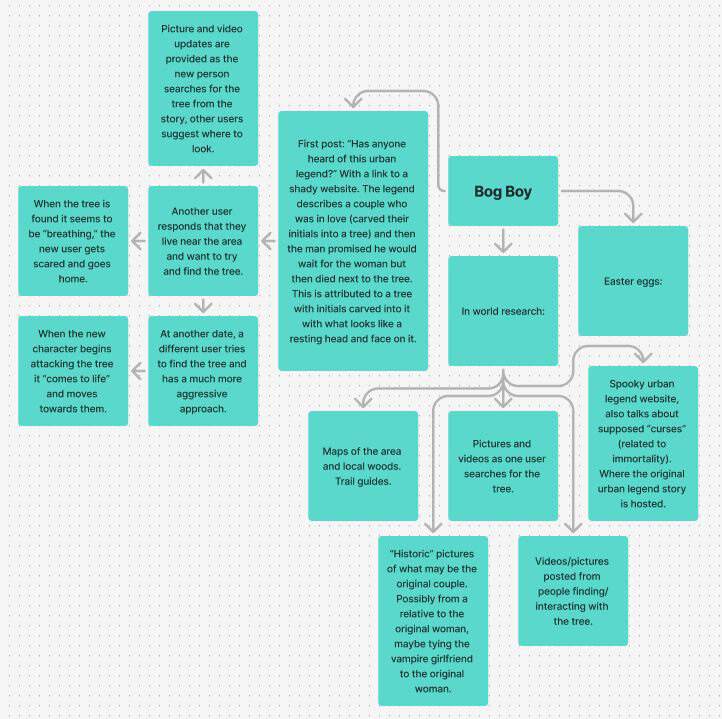 Picture and video
updates are
provided as the
new person
searches for the
tree from the
story, other users
suggest where to
look.
When the tree is
found it seems to
be "breathing," the
new user gets
scared and goes
home.
Another user
responds that they
live near the area
and want to try
and find the tree.
When the new
character begins
attacking the tree
it "comes to life"
and moves
towards them.
At another date, a
different user tries
to find the tree and
has a much more
aggressive
approach.
First post: "Has anyone
heard of this urban
legend?" With a link to a
shady website. The legend
describes a couple who
was in love (carved their
initials into a tree) and then
the man promised he would
wait for the woman but
then died next to the tree.
This is attributed to a tree
with initials carved into it
with what looks like a
resting head and face on it.
Bog Boy
In world research:
Easter eggs:
Maps of the area
and local woods.
Trail guides.
Pictures and
videos as one user
searches for the
tree.
Spooky urban
legend website,
also talks about
supposed "curses"
(related to
immortality).
Where the original
urban legend story
is hosted.
"Historic" pictures
of what may be the
original couple.
Possibly from a
relative to the
original woman,
maybe tying the
vampire girlfriend
to the original
woman.
Videos/pictures
posted from
people finding/
interacting with
the tree.